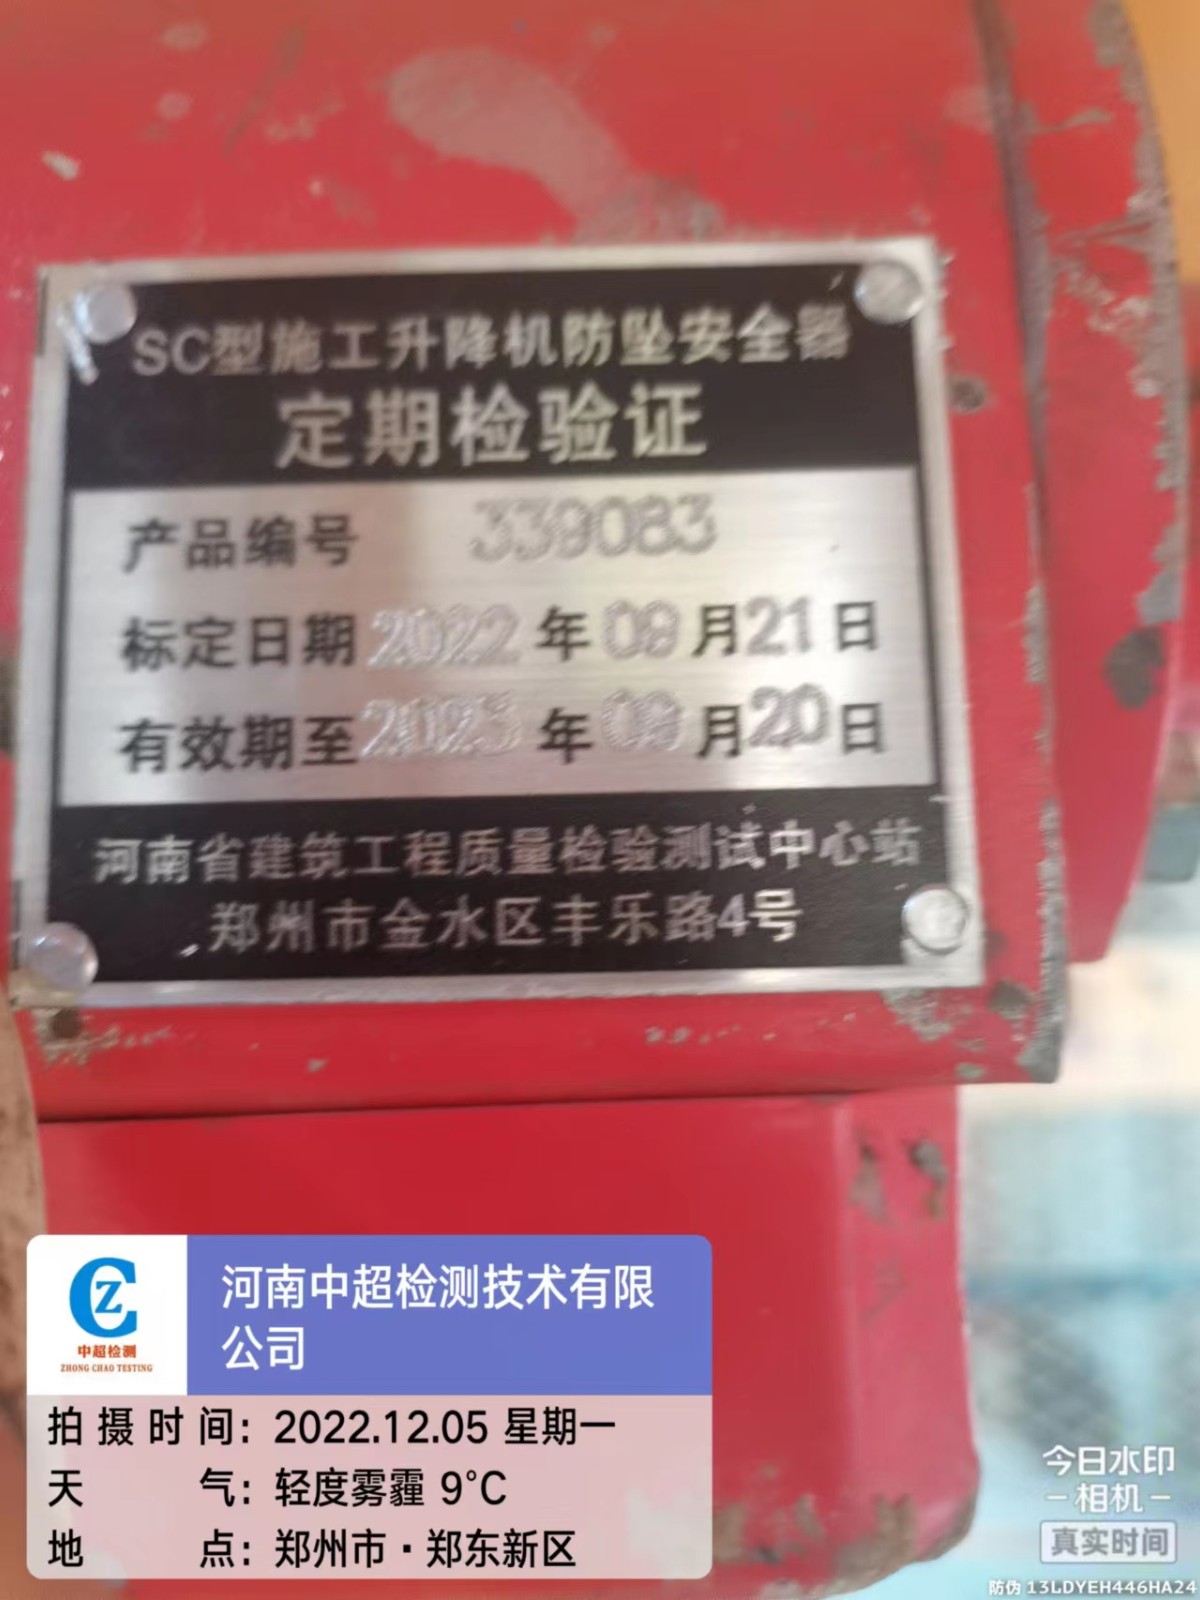 SC型施工升降机防坠安全器
定期检验证
产品编号 339083
标定日期 2022 年 09 月 21 日
有效期至 2023 年 09 月 20 日
河南省建筑工程质量检验测试中心站
郑州市金水区丰乐路4号
CZ
中超检测
ZHONG CHAO TESTING
河南中超检测技术有限
公司
拍摄时间：2022.12.05 星期一
天气：轻度雾霾 9℃
地点：郑州市·郑东新区
今日水印
-相机-
真实时间
防伪 13LDYEH446HA24